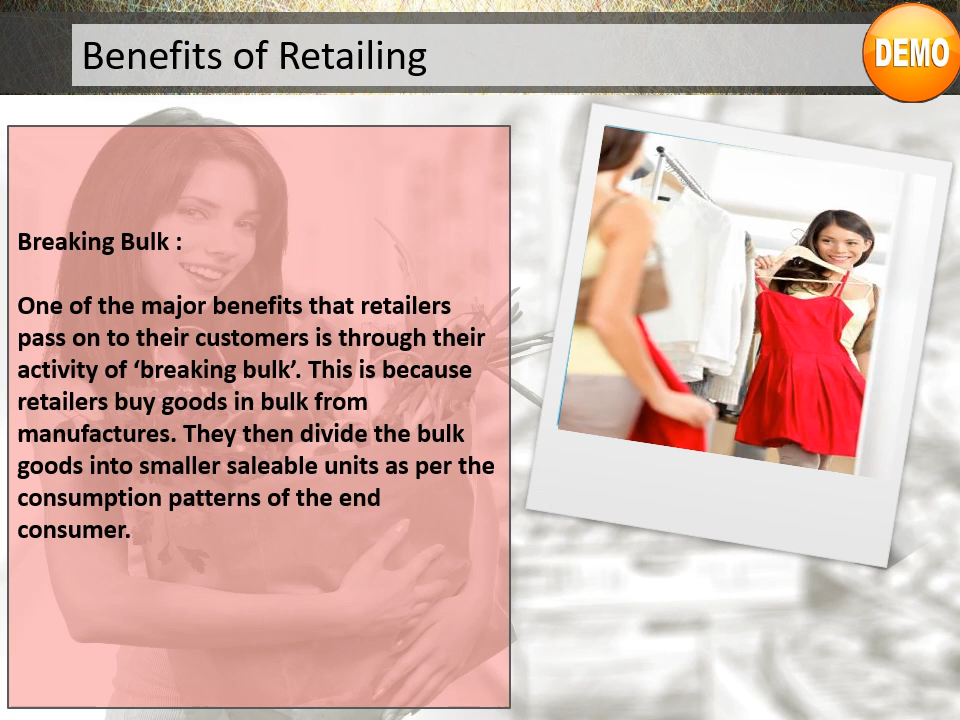 Benefits of Retailing
DEMO
Breaking Bulk :
One of the major benefits that retailers
pass on to their customers is through their
activity of ‘breaking bulk’. This is because
retailers buy goods in bulk from
manufactures. They then divide the bulk
goods into smaller saleable units as per the
consumption patterns of the end
consumer.